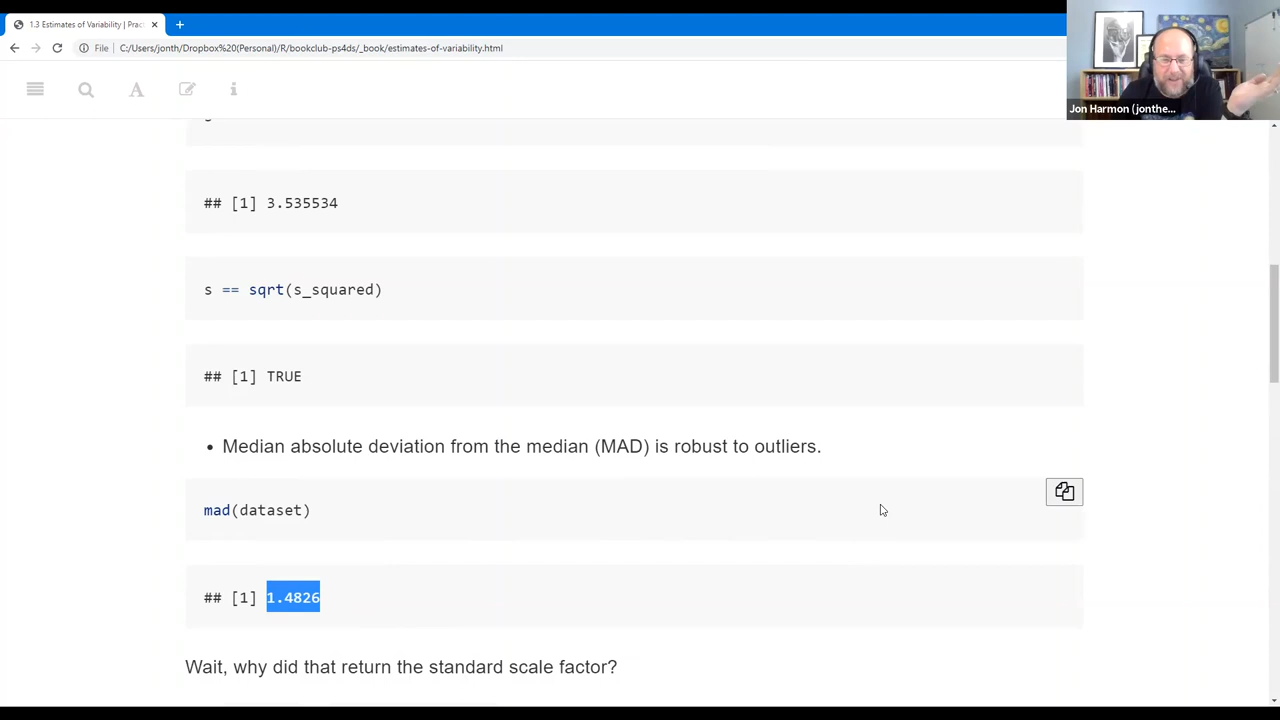 1.3 Estimates of Variability | Prac
File
C:/Users/jonth/Dropbox%20(Personal)/R/bookclub-ps4ds/_book/estimates-of-variability.html
Jon Harmon (jonthe...
## [1] 3.535534
s == sqrt(s_squared)
## [1] TRUE
• Median absolute deviation from the median (MAD) is robust to outliers.
mad(dataset)
## [1] 1.4826
Wait, why did that return the standard scale factor?